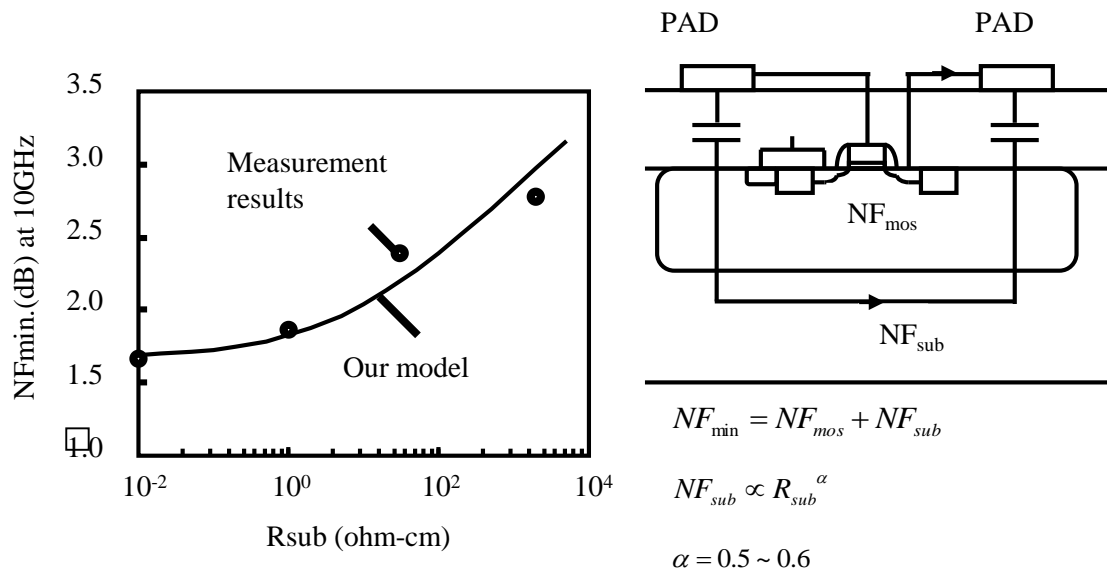 NFmin.(dB) at 10GHz
3.5
3.0
2.5
2.0
1.5
1.0
10⁻²
10⁰
10²
10⁴
Rsub (ohm-cm)
Measurement
results
Our model
PAD
PAD
NFmos
NFsub
NFmin = NFmos + NFsub
NFsub ∝ Rsub^α
α = 0.5 ~ 0.6